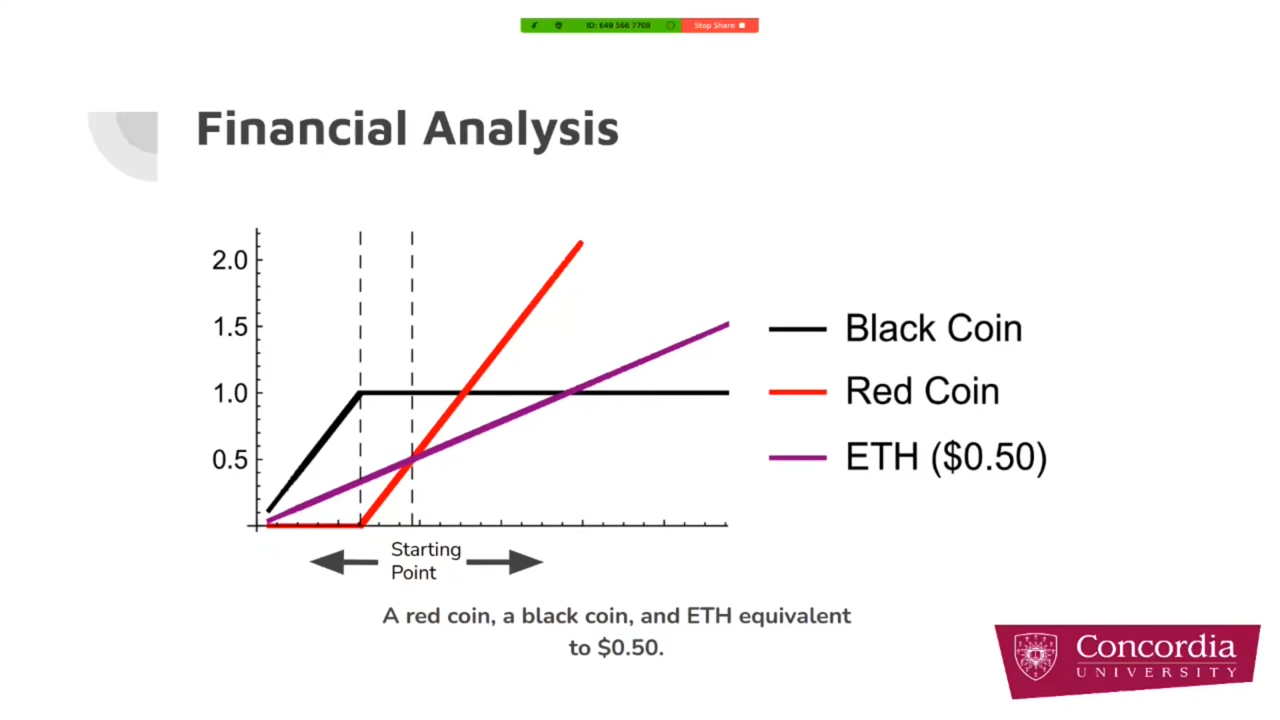 ID: 649 566 7708 Stop Share
Financial Analysis
2.0
1.5
1.0
0.5
Black Coin
Red Coin
ETH ($0.50)
Starting
Point
A red coin, a black coin, and ETH equivalent
to $0.50.
Concordia
UNIVERSITY